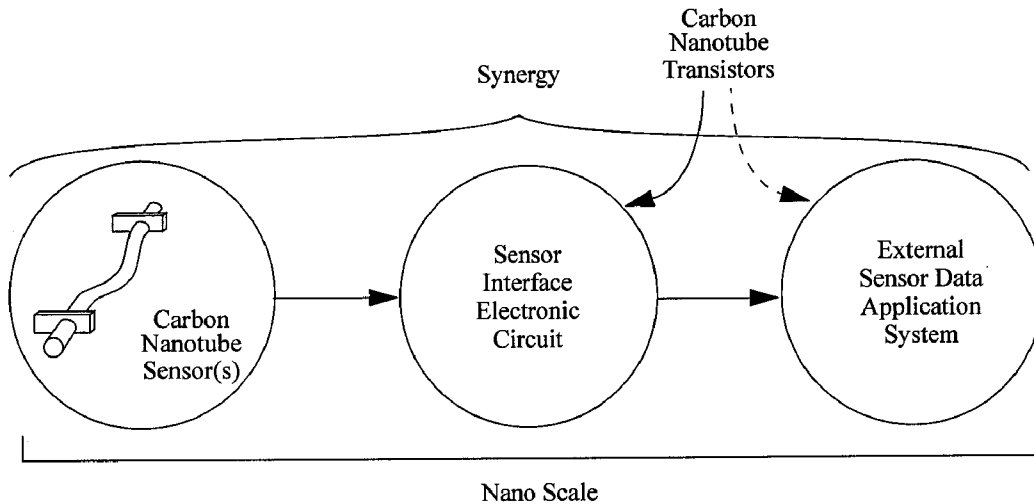 Carbon
Nanotube
Transistors
Synergy
Carbon
Nanotube
Sensor(s)
Sensor
Interface
Electronic
Circuit
External
Sensor Data
Application
System
Nano Scale